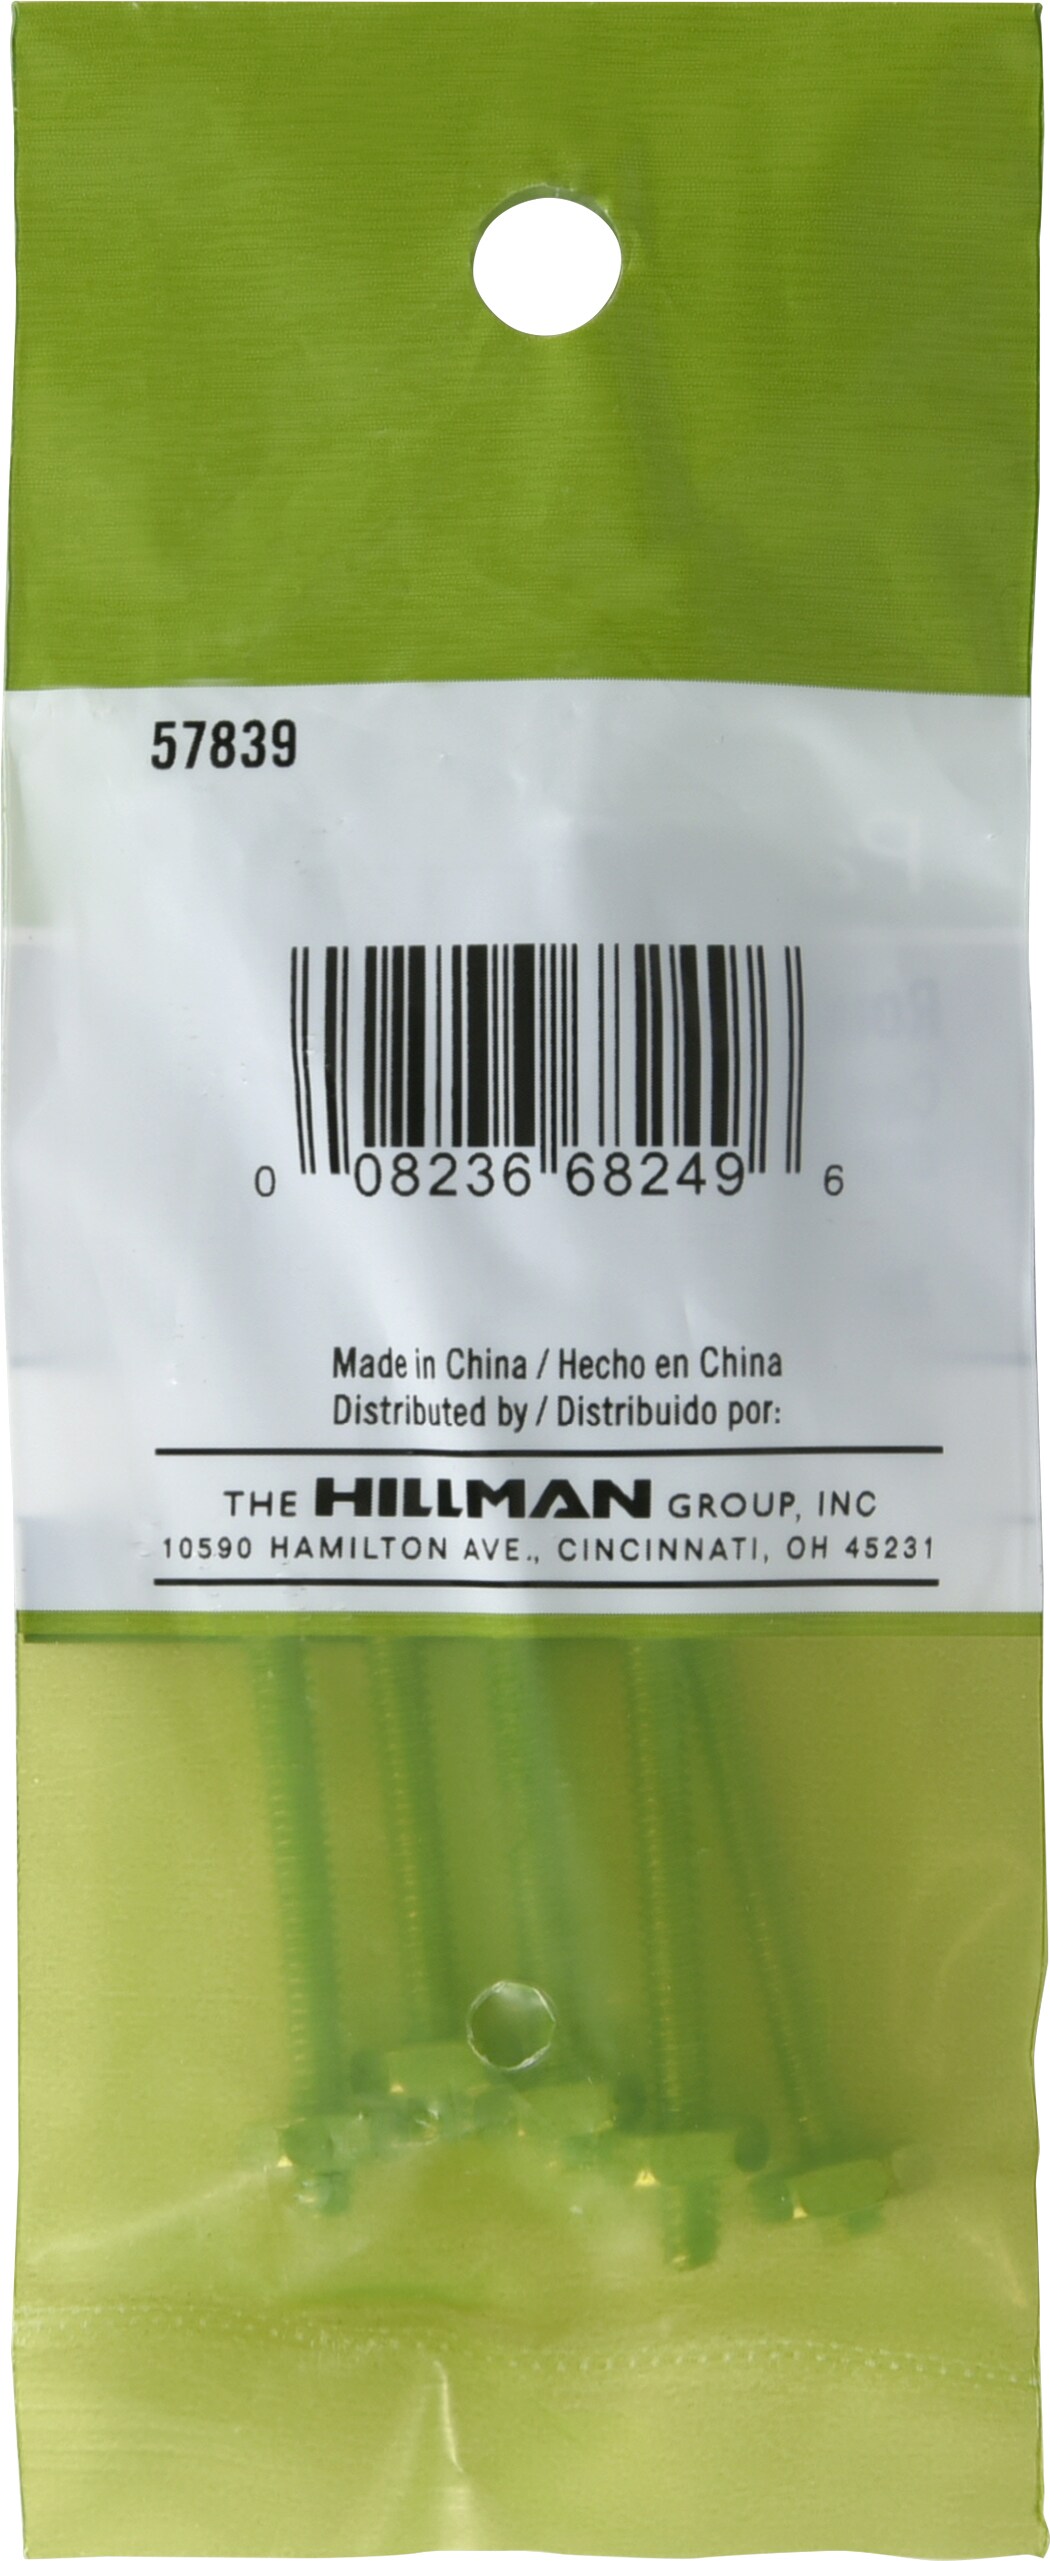 57839
0 08236 68249 6
Made in China / Hecho en China
Distributed by / Distribuido por:
THE HILLMAN GROUP, INC
10590 HAMILTON AVE., CINCINNATI, OH 45231